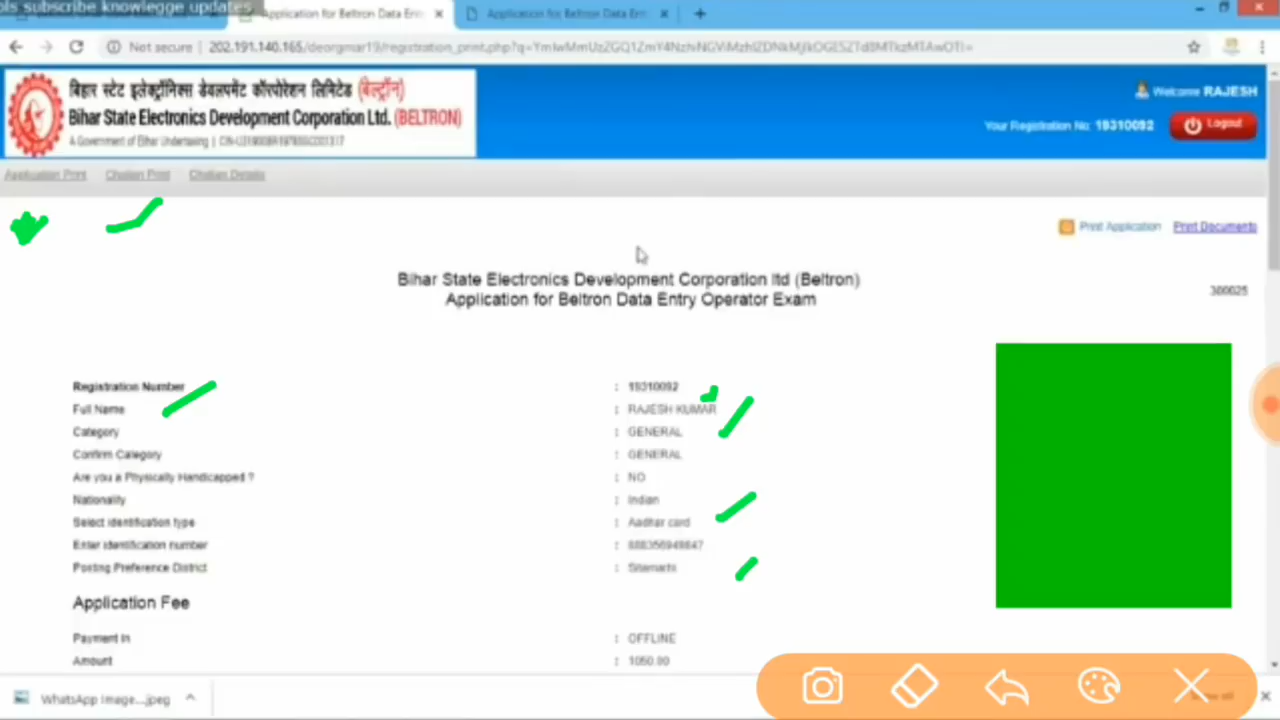 ols subscribe knowlegge updates
Application for Beltron Data Entr
Application for Beltron Data Entr
Not secure
बिहार स्टेट इलेक्ट्रॉनिक्स डेवलपमेंट कॉरपोरेशन लिमिटेड (बेल्ट्रॉन)
Bihar State Electronics Development Corporation Ltd. (BELTRON)
A Government of Bihar Undertaking
Welcome RAJESH
Your Registration No: 19310092
Logout
Application Print Challan Print Challan Details
Print Application Print Documents
Bihar State Electronics Development Corporation ltd (Beltron)
Application for Beltron Data Entry Operator Exam
300025
Registration Number : 19310092
Full Name : RAJESH KUMAR
Category : GENERAL
Confirm Category : GENERAL
Are you a Physically Handicapped ? : NO
Nationality : Indian
Select identification type : Aadhar card
Enter identification number :
Posting Preference District : Sitamarhi
Application Fee
Payment In : OFFLINE
Amount : 1050.00
WhatsApp Image....jpeg